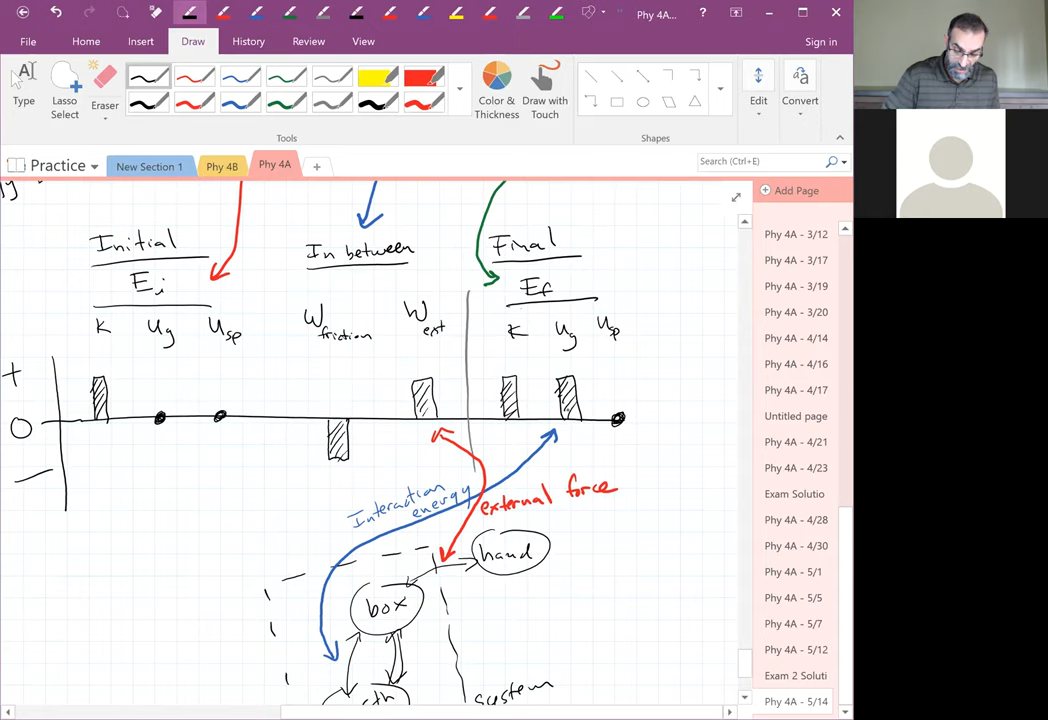 Phy 4A...
?
File
Home
Insert
Draw
History
Review
View
Sign in
Type
Lasso Select
Eraser
Color & Thickness
Draw with Touch
Edit
Convert
Tools
Shapes
Practice
New Section 1
Phy 4B
Phy 4A
+
Search (Ctrl+E)
Add Page
Phy 4A - 3/12
Phy 4A - 3/17
Phy 4A - 3/19
Phy 4A - 3/20
Phy 4A - 4/14
Phy 4A - 4/16
Phy 4A - 4/17
Untitled page
Phy 4A - 4/21
Phy 4A - 4/23
Exam Solutio
Phy 4A - 4/28
Phy 4A - 4/30
Phy 4A - 5/1
Phy 4A - 5/5
Phy 4A - 5/7
Phy 4A - 5/12
Exam 2 Soluti
Phy 4A - 5/14
Initial
In between
Final
Ei
Ef
K Ug Usp
Wfriction Wext
K Ug Usp
+
0
−
Interaction energy
external force
hand
box
system